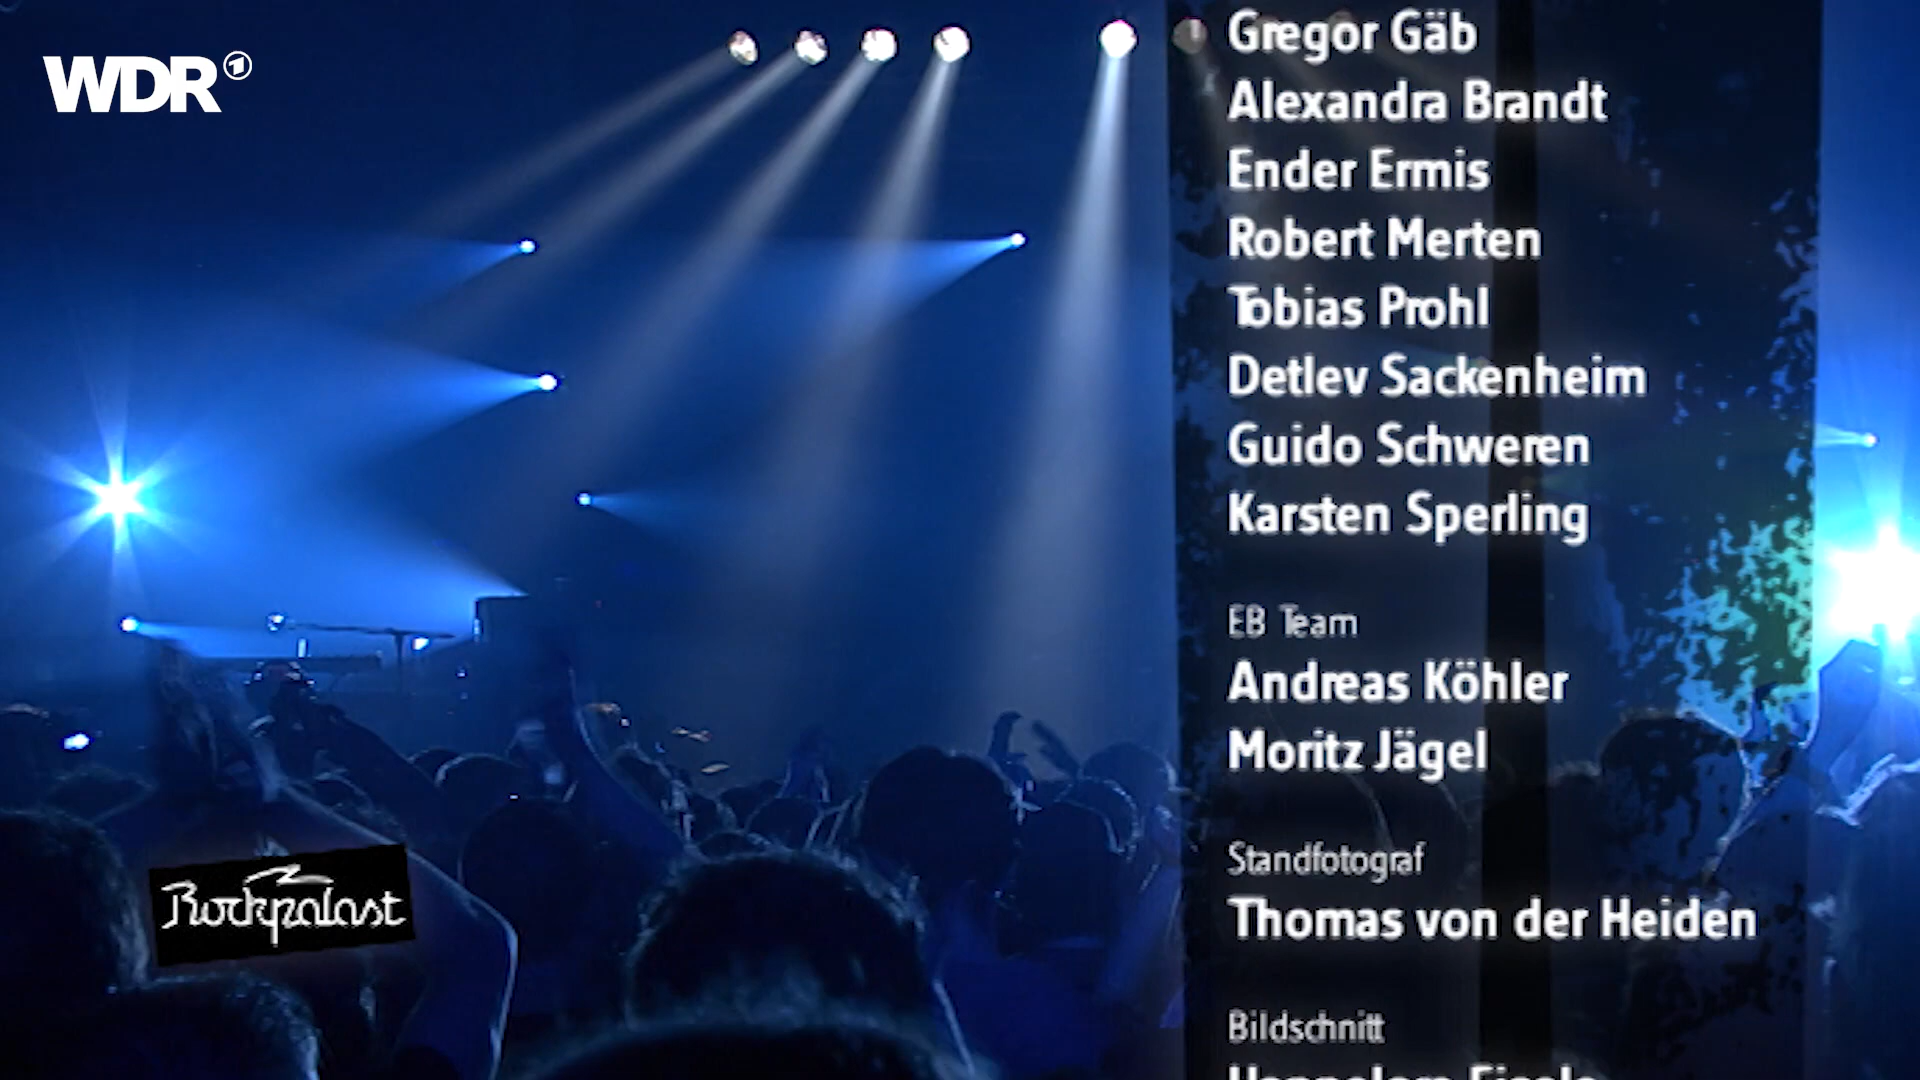 WDR
Gregor Gäb
Alexandra Brandt
Ender Ermis
Robert Merten
Tobias Prohl
Detlev Sackenheim
Guido Schweren
Karsten Sperling
EB Team
Andreas Köhler
Moritz Jägel
Standfotograf
Thomas von der Heiden
Bildschnitt
Rockpalast